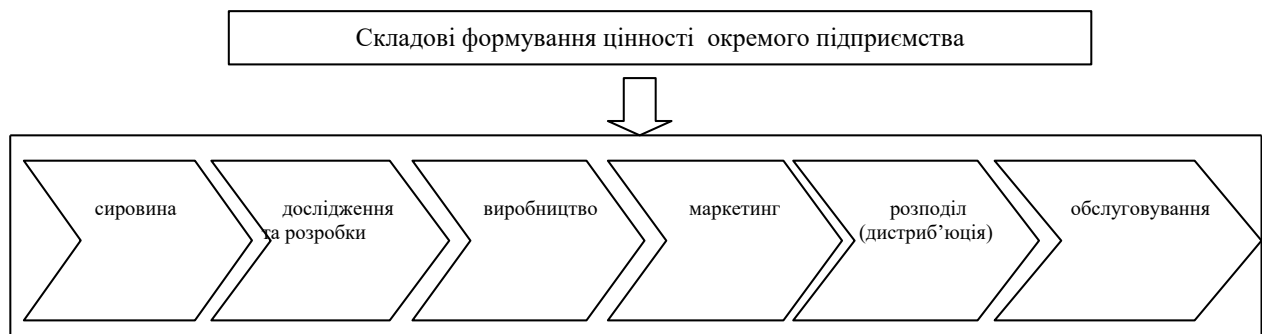 Складові формування цінності окремого підприємства
сировина
дослідження
та розробки
виробництво
маркетинг
розподіл
(дистриб’юція)
обслуговування